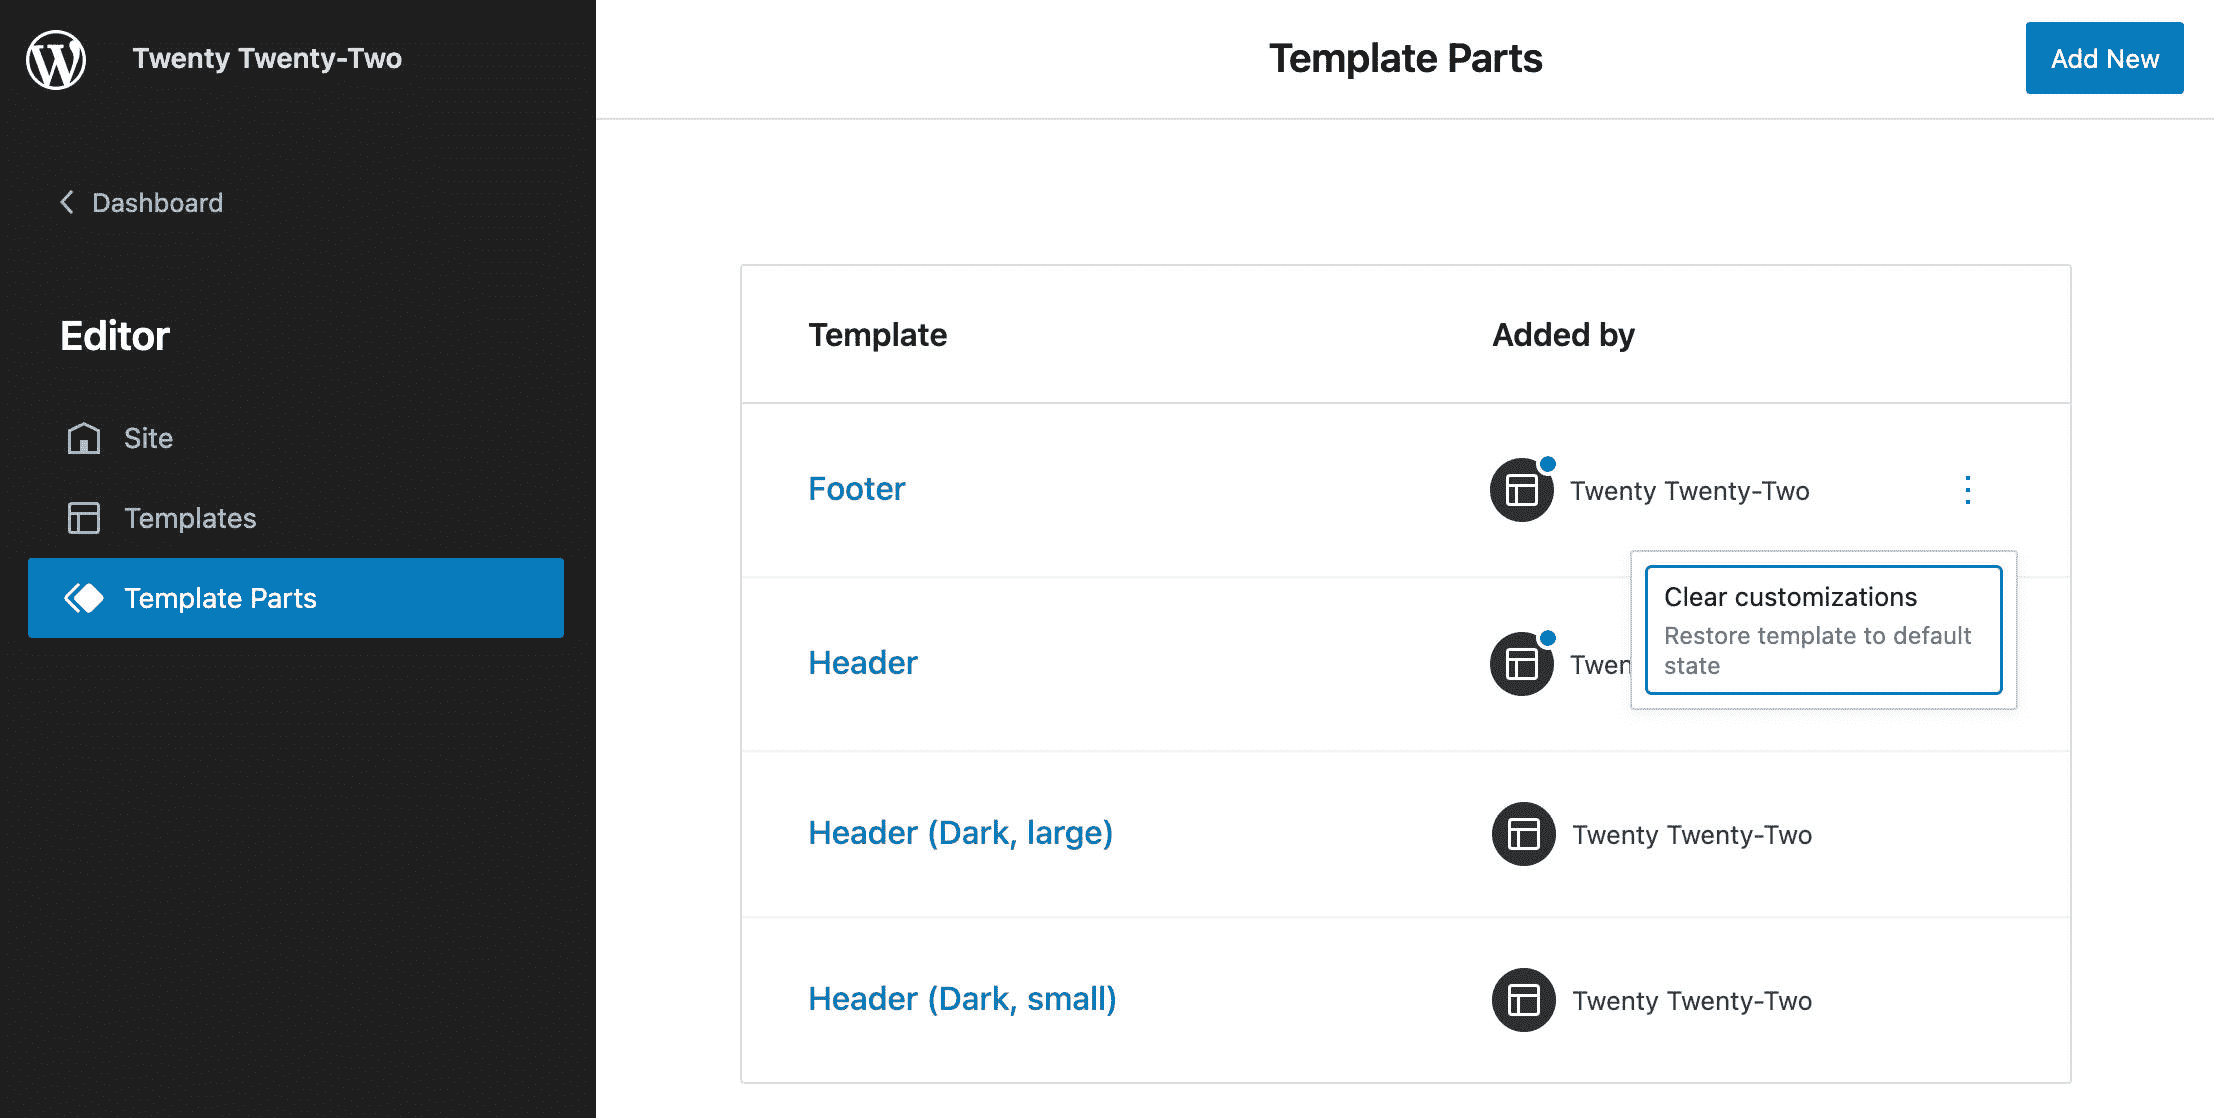 Twenty Twenty-Two
Template Parts
Add New
Dashboard
Editor
Site
Templates
Template Parts
Template
Added by
Footer
Twenty Twenty-Two
Clear customizations
Restore template to default
state
Header
Header (Dark, large)
Twenty Twenty-Two
Header (Dark, small)
Twenty Twenty-Two